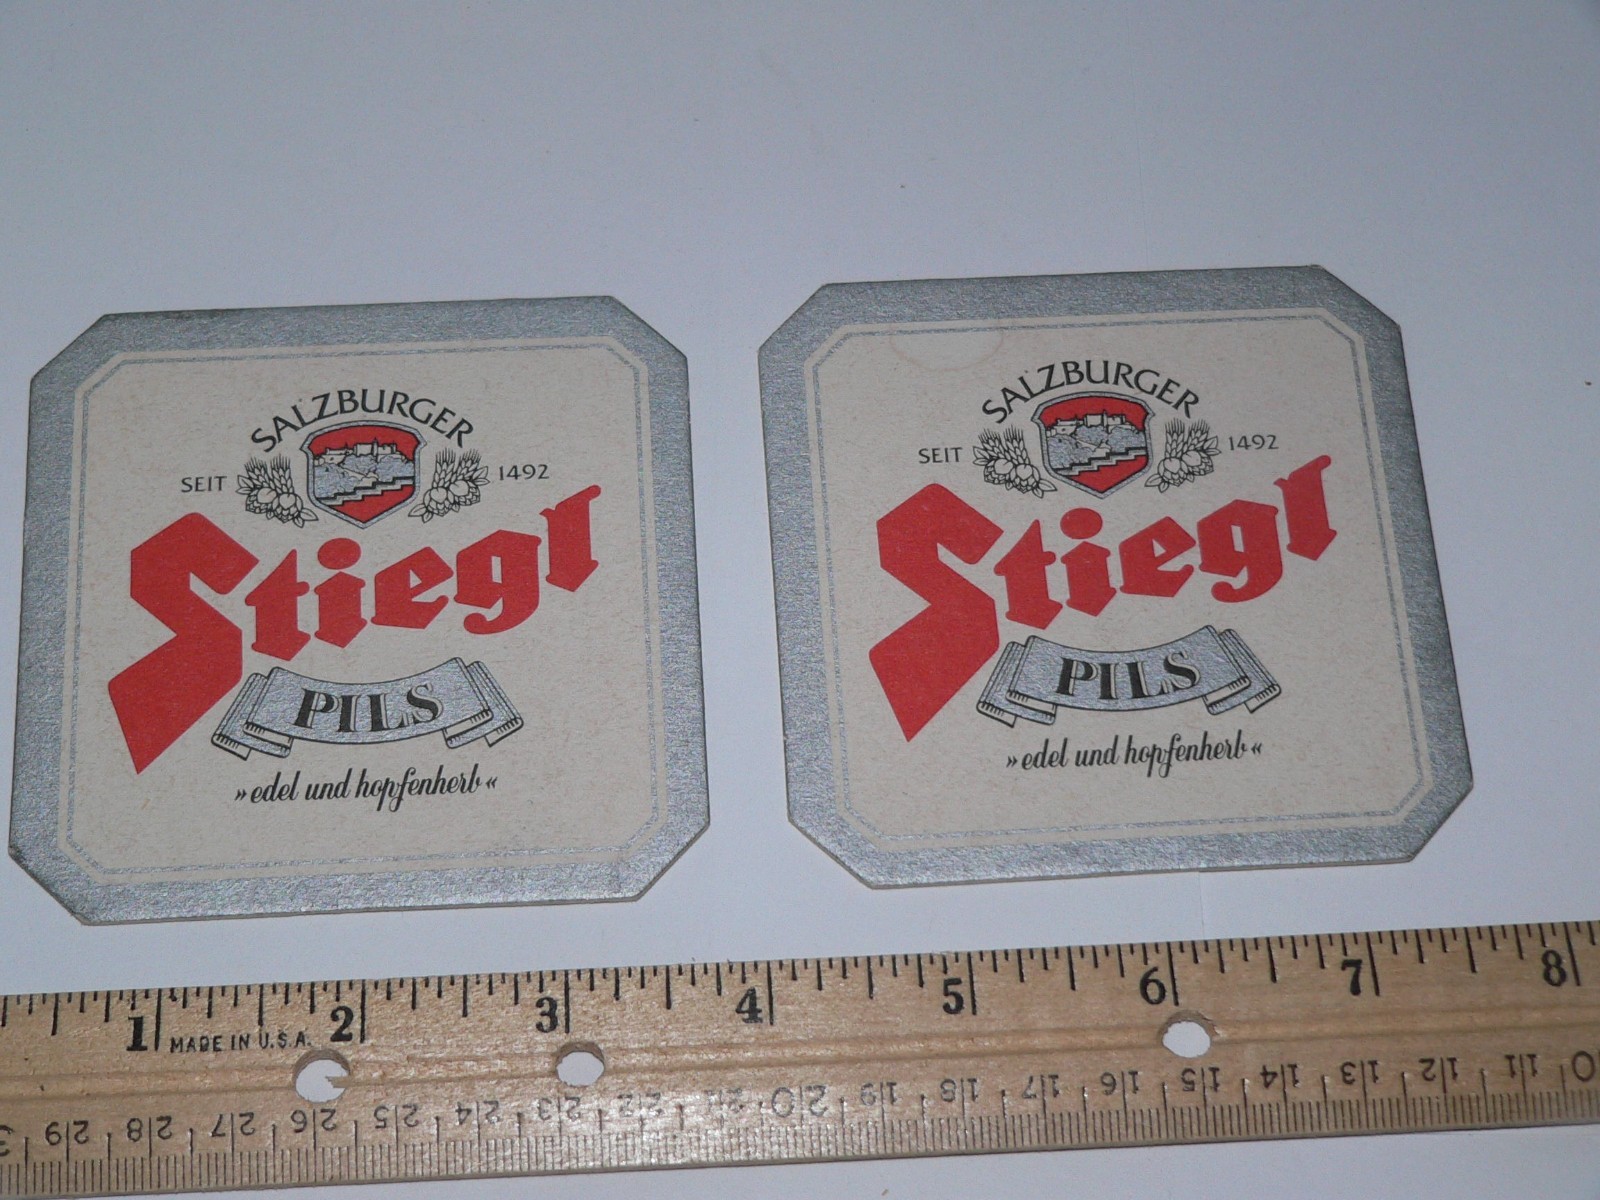 SALZBURGER
SEIT 1492
Stiegl
PILS
»edel und hopfenherb«
SALZBURGER
SEIT 1492
Stiegl
PILS
»edel und hopfenherb«
1 2 3 4 5 6 7 8
MADE IN U.S.A.
29 28 27 26 25 24 23 22 21 20 19 18 17 16 15 14 13 12 11